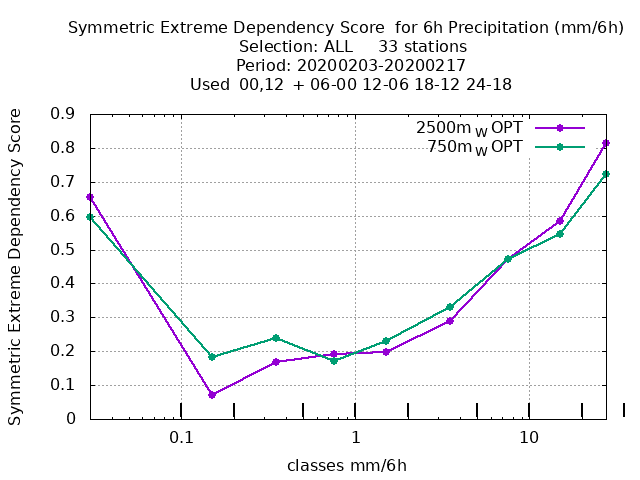 Symmetric Extreme Dependency Score  for 6h Precipitation (mm/6h)
Selection: ALL     33 stations
Period: 20200203-20200217
Used  00,12  + 06-00 12-06 18-12 24-18
Symmetric Extreme Dependency Score
0.9
0.8
0.7
0.6
0.5
0.4
0.3
0.2
0.1
0
2500m W OPT
750m W OPT
0.1
1
10
classes mm/6h